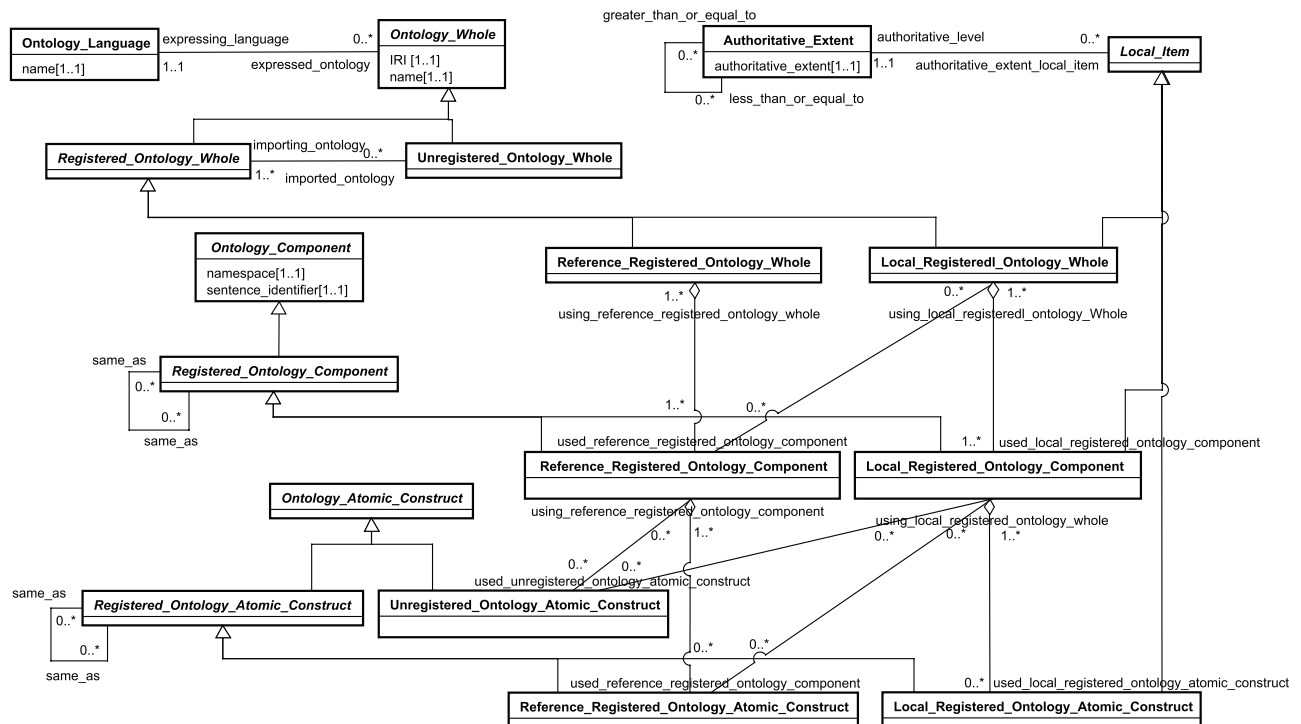 greater_than_or_equal_to
Ontology_Language
name[1..1]
expressing_language
0..*
1..1
expressed_ontology
Ontology_Whole
IRI [1..1]
name[1..1]
0..*
Authoritative_Extent
authoritative_extent[1..1]
authoritative_level
0..*
1..1
authoritative_extent_local_item
Local_Item
0..*
less_than_or_equal_to
Registered_Ontology_Whole
importing_ontology
0..*
1..*
imported_ontology
Unregistered_Ontology_Whole
Ontology_Component
namespace[1..1]
sentence_identifier[1..1]
Reference_Registered_Ontology_Whole
Local_Registeredl_Ontology_Whole
1..*
0..*
1..*
using_reference_registered_ontology_whole
using_local_registeredl_ontology_Whole
same_as
0..*
Registered_Ontology_Component
0..*
same_as
1..*
0..*
used_reference_registered_ontology_component
1..*
used_local_registered_ontology_component
Reference_Registered_Ontology_Component
Local_Registered_Ontology_Component
Ontology_Atomic_Construct
using_reference_registered_ontology_component
using_local_registered_ontology_whole
0..*
1..*
0..*
0..*
1..*
0..*
0..*
used_unregistered_ontology_atomic_construct
same_as
0..*
Registered_Ontology_Atomic_Construct
Unregistered_Ontology_Atomic_Construct
0..*
same_as
0..*
0..*
used_reference_registered_ontology_component
0..*
used_local_registered_ontology_atomic_construct
Reference_Registered_Ontology_Atomic_Construct
Local_Registered_Ontology_Atomic_Construct